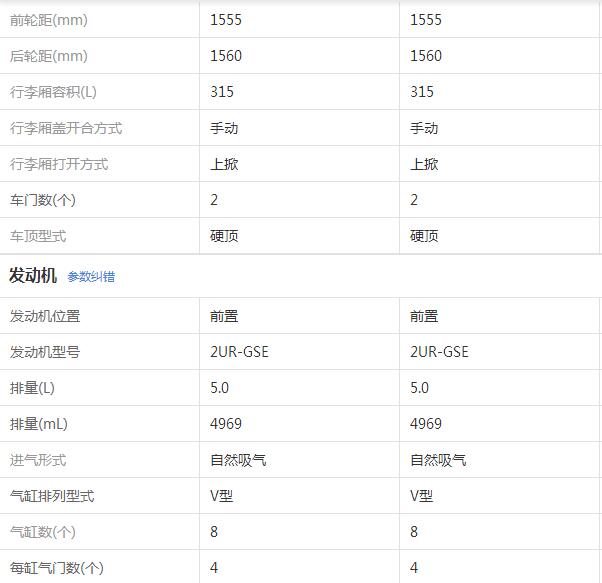 前轮距(mm) 1555 1555
后轮距(mm) 1560 1560
行李厢容积(L) 315 315
行李厢盖开合方式 手动 手动
行李厢打开方式 上掀 上掀
车门数(个) 2 2
车顶型式 硬顶 硬顶
发动机 参数纠错
发动机位置 前置 前置
发动机型号 2UR-GSE 2UR-GSE
排量(L) 5.0 5.0
排量(mL) 4969 4969
进气形式 自然吸气 自然吸气
气缸排列型式 V型 V型
气缸数(个) 8 8
每缸气门数(个) 4 4